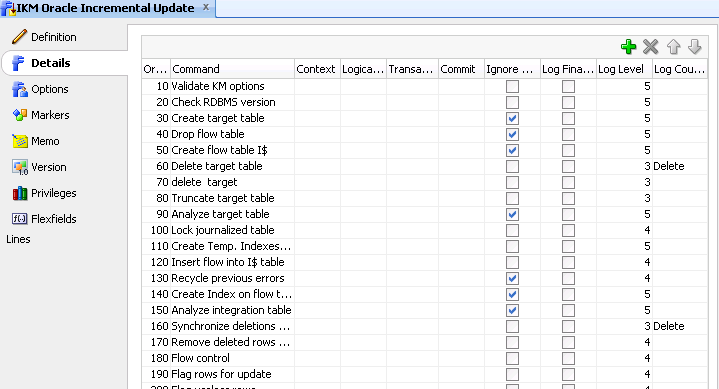 IKM Oracle Incremental Update x
Definition
Details
Options
Markers
Memo
Version
Privileges
Flexfields
Lines
Or... Command Context Logica... Transa... Commit Ignore ... Log Fina... Log Level Log Cou...
10 Validate KM options 5
20 Check RDBMS version 5
30 Create target table 5
40 Drop flow table 5
50 Create flow table I$ 5
60 Delete target table 3 Delete
70 delete  target 3
80 Truncate target table 3
90 Analyze target table 5
100 Lock journalized table 4
110 Create Temp. Indexes... 5
120 Insert flow into I$ table 4
130 Recycle previous errors 4
140 Create Index on flow t... 5
150 Analyze integration table 5
160 Synchronize deletions ... 3 Delete
170 Remove deleted rows ... 4
180 Flow control 4
190 Flag rows for update 4